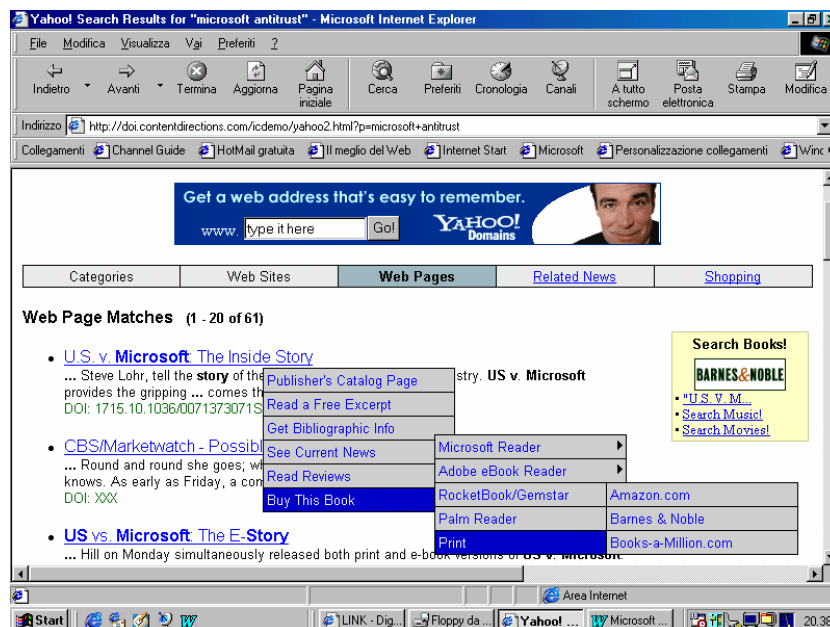 Yahoo! Search Results for "microsoft antitrust" - Microsoft Internet Explorer
File Modifica Visualizza Vai Preferiti ?
Indietro Avanti Termina Aggiorna Pagina iniziale Cerca Preferiti Cronologia Canali A tutto schermo Posta elettronica Stampa Modifica
Indirizzo http://doi.contentdirections.com/icdemo/yahoo2.html?p=microsoft+antitrust
Collegamenti Channel Guide HotMail gratuita Il meglio del Web Internet Start Microsoft Personalizzazione collegamenti Winc
Get a web address that's easy to remember.
www. type it here Go! YAHOO! Domains
Categories Web Sites Web Pages Related News Shopping
Web Page Matches (1 - 20 of 61)
Search Books!
BARNES&NOBLE
• "U.S. V. M...
• Search Music!
• Search Movies!
• U.S. v. Microsoft: The Inside Story
... Steve Lohr, tell the story of the stry. US v. Microsoft
provides the gripping ... comes th
DOI: 1715.10.1036/0071373071S
• CBS/Marketwatch - Possibl
... Round and round she goes; wh
knows. As early as Friday, a com
DOI: XXX
• US vs. Microsoft: The E-Story
... Hill on Monday simultaneously released both print and e-book versions of US v. Microsoft.
Publisher's Catalog Page
Read a Free Excerpt
Get Bibliographic Info
See Current News
Read Reviews
Buy This Book
Microsoft Reader
Adobe eBook Reader
RocketBook/Gemstar
Palm Reader
Print
Amazon.com
Barnes & Noble
Books-a-Million.com
Area Internet
Start LINK - Dig... Floppy da ... Yahoo! ... Microsoft ... 20.38